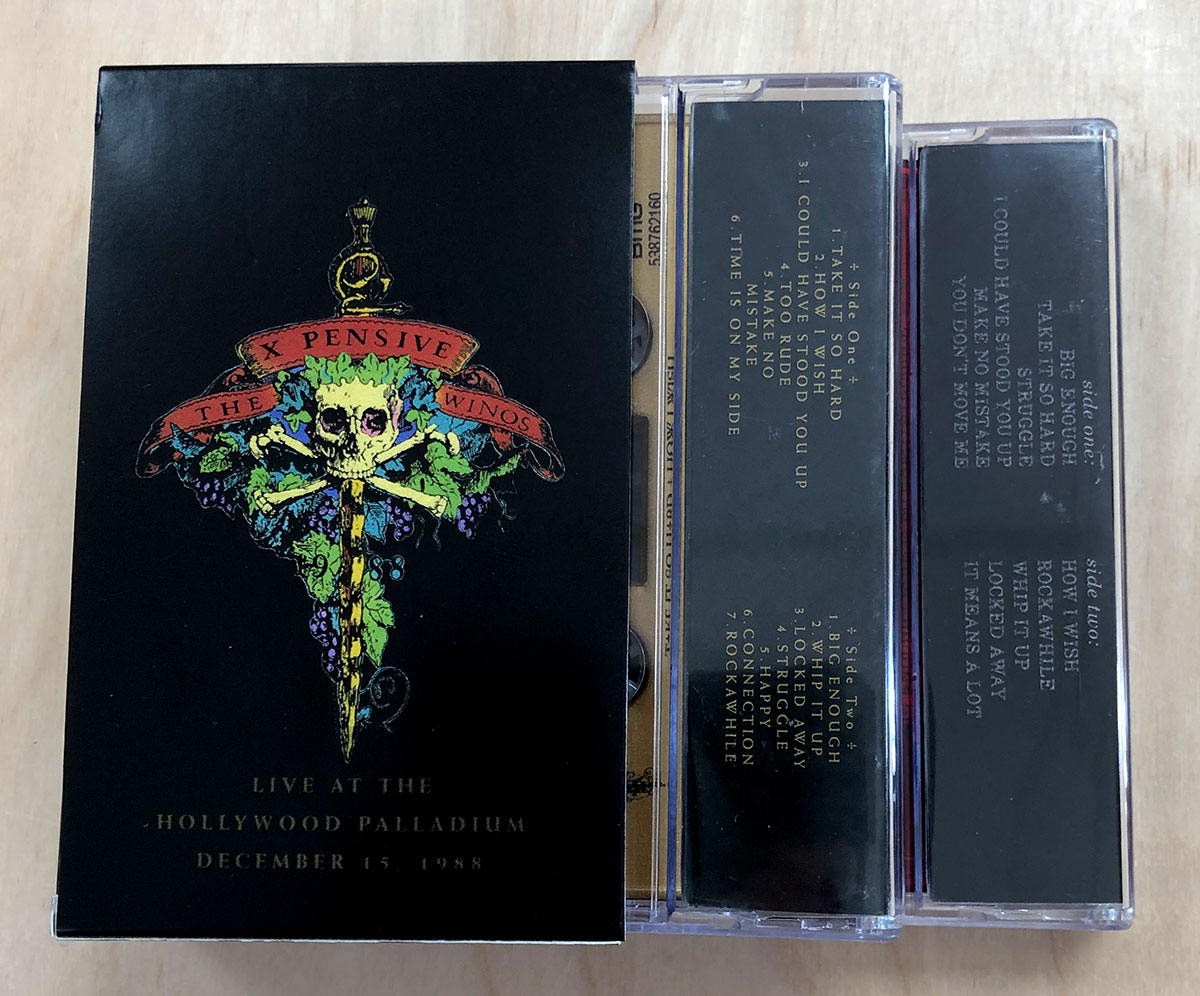 X PENSIVE
THE WINOS
LIVE AT THE
HOLLYWOOD PALLADIUM
DECEMBER 15, 1988
BMG
538762160
÷ Side One ÷
1. TAKE IT SO HARD
2. HOW I WISH
3. I COULD HAVE STOOD YOU UP
4. TOO RUDE
5. MAKE NO
MISTAKE
6. TIME IS ON MY SIDE
÷ Side Two ÷
1. BIG ENOUGH
2. WHIP IT UP
3. LOCKED AWAY
4. STRUGGLE
5. HAPPY
6. CONNECTION
7. ROCKAWHILE
side one:
BIG ENOUGH
TAKE IT SO HARD
STRUGGLE
I COULD HAVE STOOD YOU UP
MAKE NO MISTAKE
YOU DON'T MOVE ME
side two:
HOW I WISH
ROCKAWHILE
WHIP IT UP
LOCKED AWAY
IT MEANS A LOT